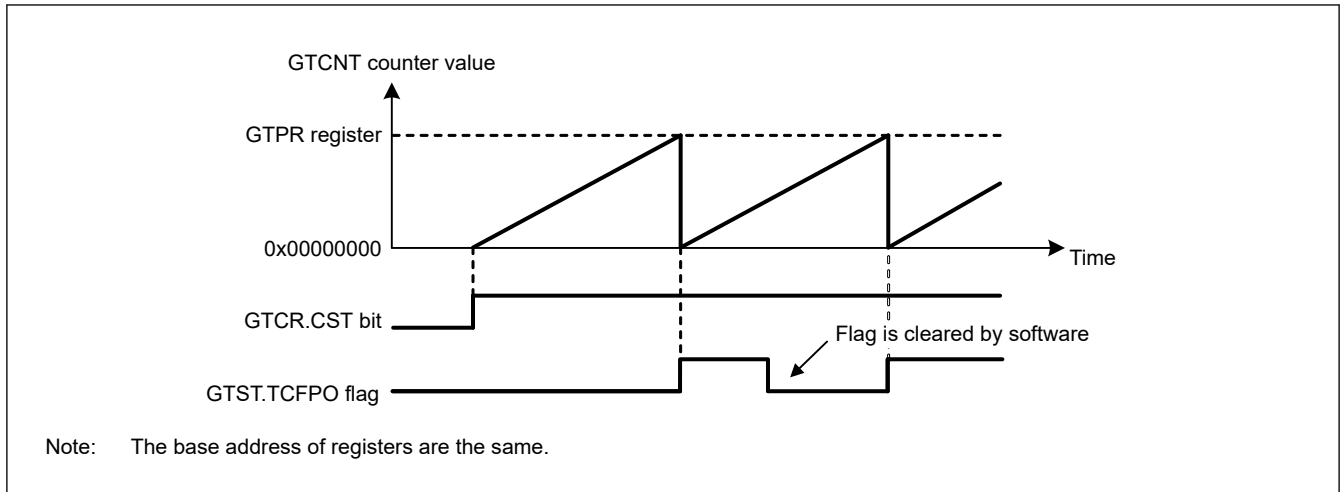 GTCNT counter value
GTPR register
0x00000000
Time
GTCR.CST bit
Flag is cleared by software
GTST.TCFPO flag
Note: The base address of registers are the same.